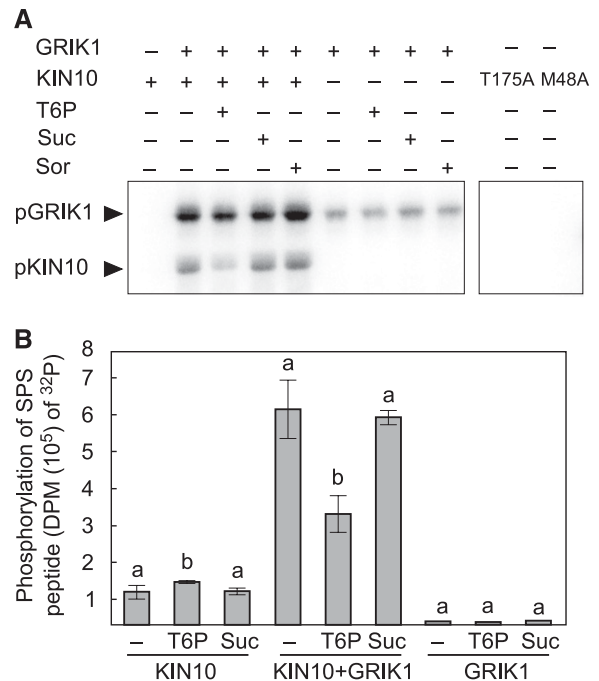 A
GRIK1 – + + + + + + + + – –
KIN10 + + + + + – – – – T175A M48A
T6P – – + – – – + – – – –
Suc – – – + – – – + – – –
Sor – – – – + – – – + – –
pGRIK1
pKIN10
B
Phosphorylation of SPS
peptide (DPM (10⁵) of ³²P)
8
7
6
5
4
3
2
1
a b a a b a a a a
– T6P Suc – T6P Suc – T6P Suc
KIN10 KIN10+GRIK1 GRIK1